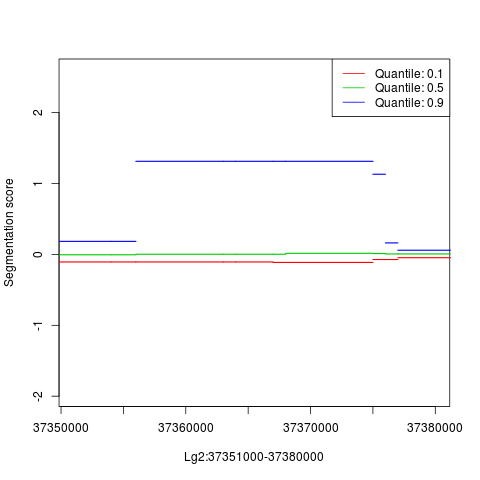 Quantile: 0.1
Quantile: 0.5
Quantile: 0.9
Segmentation score
2
1
0
-1
-2
37350000 37360000 37370000 37380000
Lg2:37351000-37380000